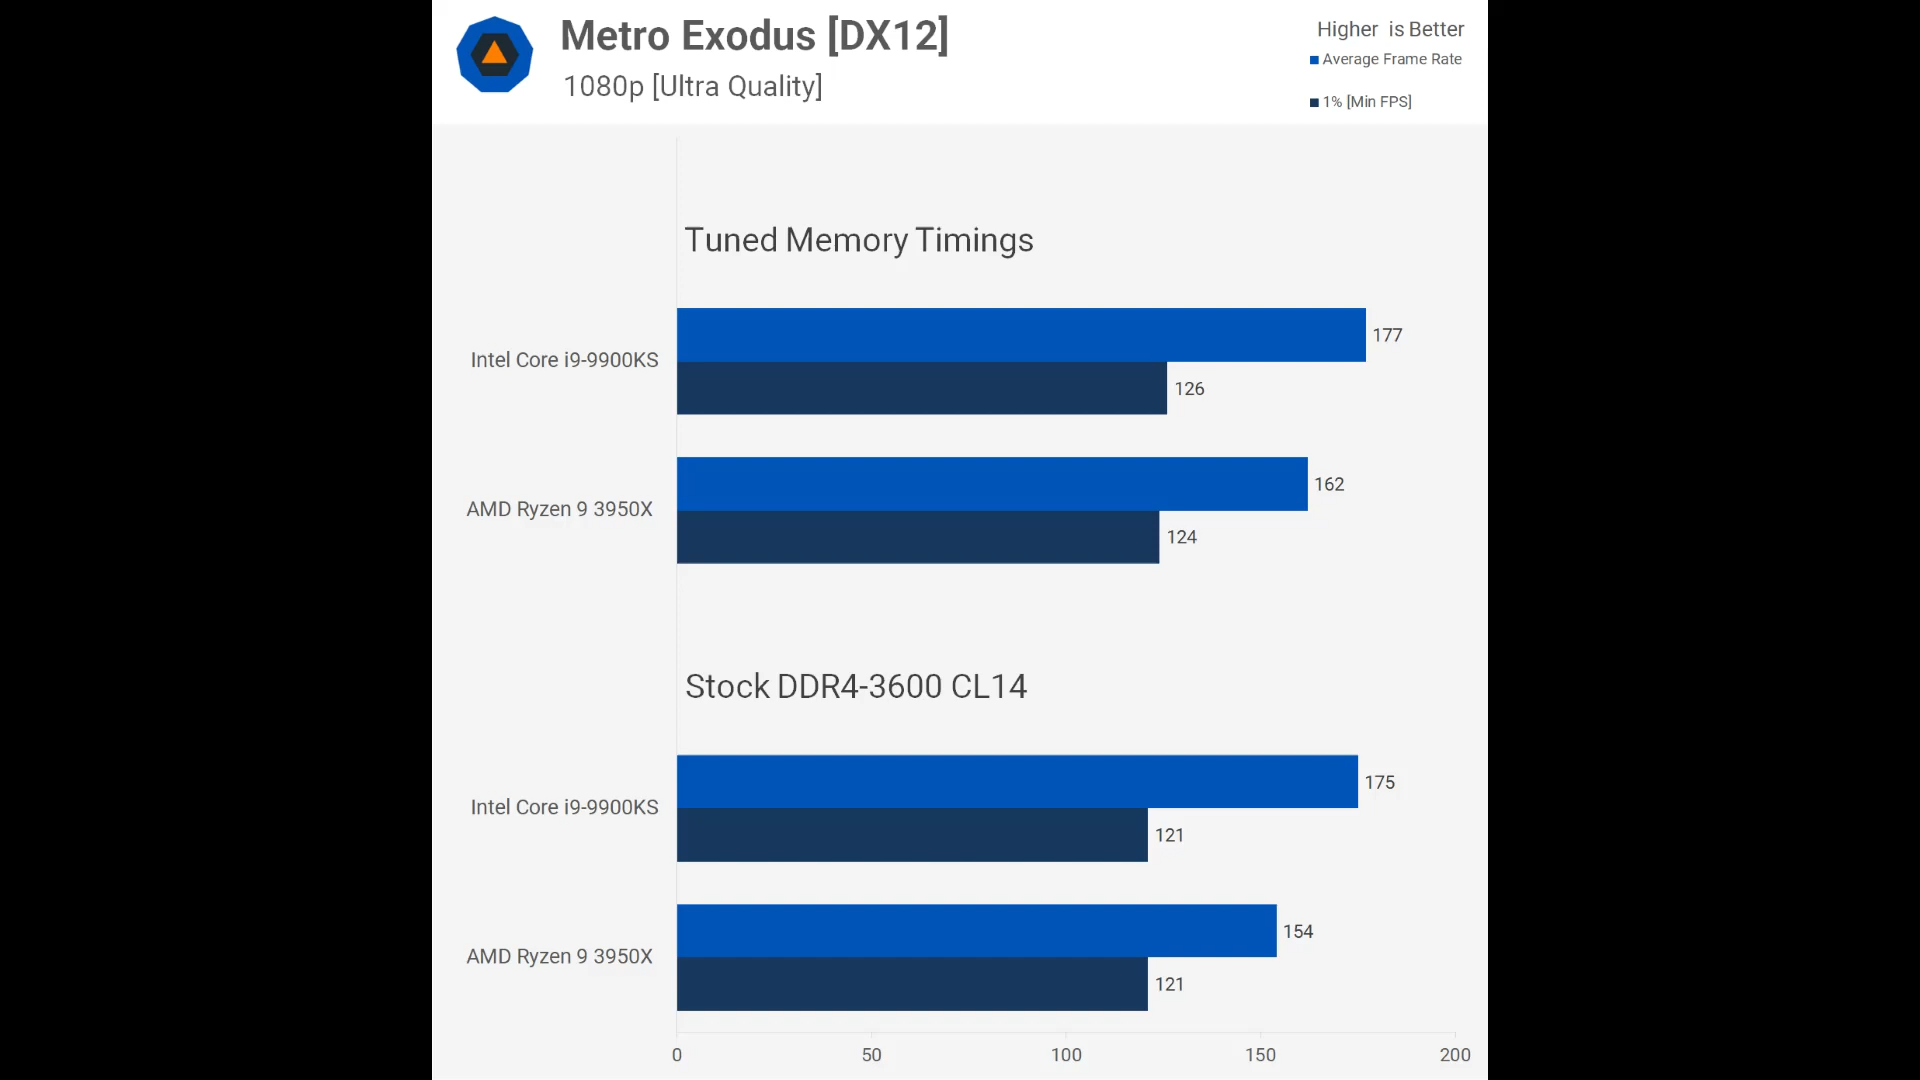 Metro Exodus [DX12]
1080p [Ultra Quality]
Higher is Better
Average Frame Rate
1% [Min FPS]
Tuned Memory Timings
Intel Core i9-9900KS
177
126
AMD Ryzen 9 3950X
162
124
Stock DDR4-3600 CL14
Intel Core i9-9900KS
175
121
AMD Ryzen 9 3950X
154
121
0 50 100 150 200